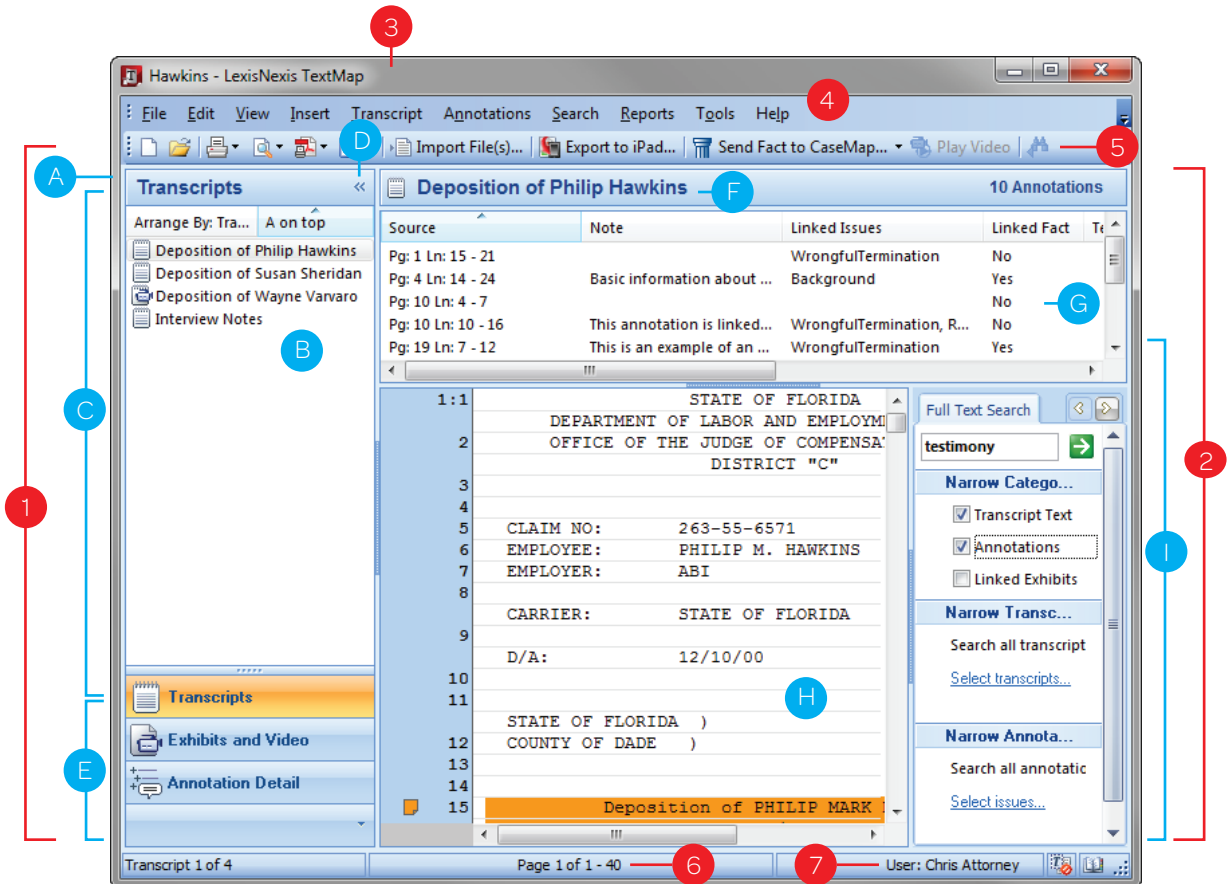 3
Hawkins - LexisNexis TextMap
4
File Edit View Insert Transcript Annotations Search Reports Tools Help
D
Import File(s)... Export to iPad... Send Fact to CaseMap... Play Video
5
1
A
2
C
Transcripts «
Arrange By: Tra... A on top
Deposition of Philip Hawkins
Deposition of Susan Sheridan
Deposition of Wayne Varvaro
Interview Notes
B
Transcripts
Exhibits and Video
Annotation Detail
E
Deposition of Philip Hawkins F 10 Annotations
Source Note Linked Issues Linked Fact
Pg: 1 Ln: 15 - 21 WrongfulTermination No
Pg: 4 Ln: 14 - 24 Basic information about ... Background Yes
Pg: 10 Ln: 4 - 7 No
G
Pg: 10 Ln: 10 - 16 This annotation is linked... WrongfulTermination, R... No
Pg: 19 Ln: 7 - 12 This is an example of an ... WrongfulTermination Yes
1:1 STATE OF FLORIDA
DEPARTMENT OF LABOR AND EMPLOYM
2 OFFICE OF THE JUDGE OF COMPENSA
DISTRICT "C"
3
4
5 CLAIM NO: 263-55-6571
6 EMPLOYEE: PHILIP M. HAWKINS
7 EMPLOYER: ABI
8
CARRIER: STATE OF FLORIDA
9
D/A: 12/10/00
10
11
H
STATE OF FLORIDA )
12 COUNTY OF DADE )
13
14
15 Deposition of PHILIP MARK
Full Text Search
testimony
Narrow Catego...
Transcript Text
Annotations
Linked Exhibits
Narrow Transc...
Search all transcript
Select transcripts...
Narrow Annota...
Search all annotatic
Select issues...
I
Transcript 1 of 4 Page 1 of 1 - 40 6 7 User: Chris Attorney